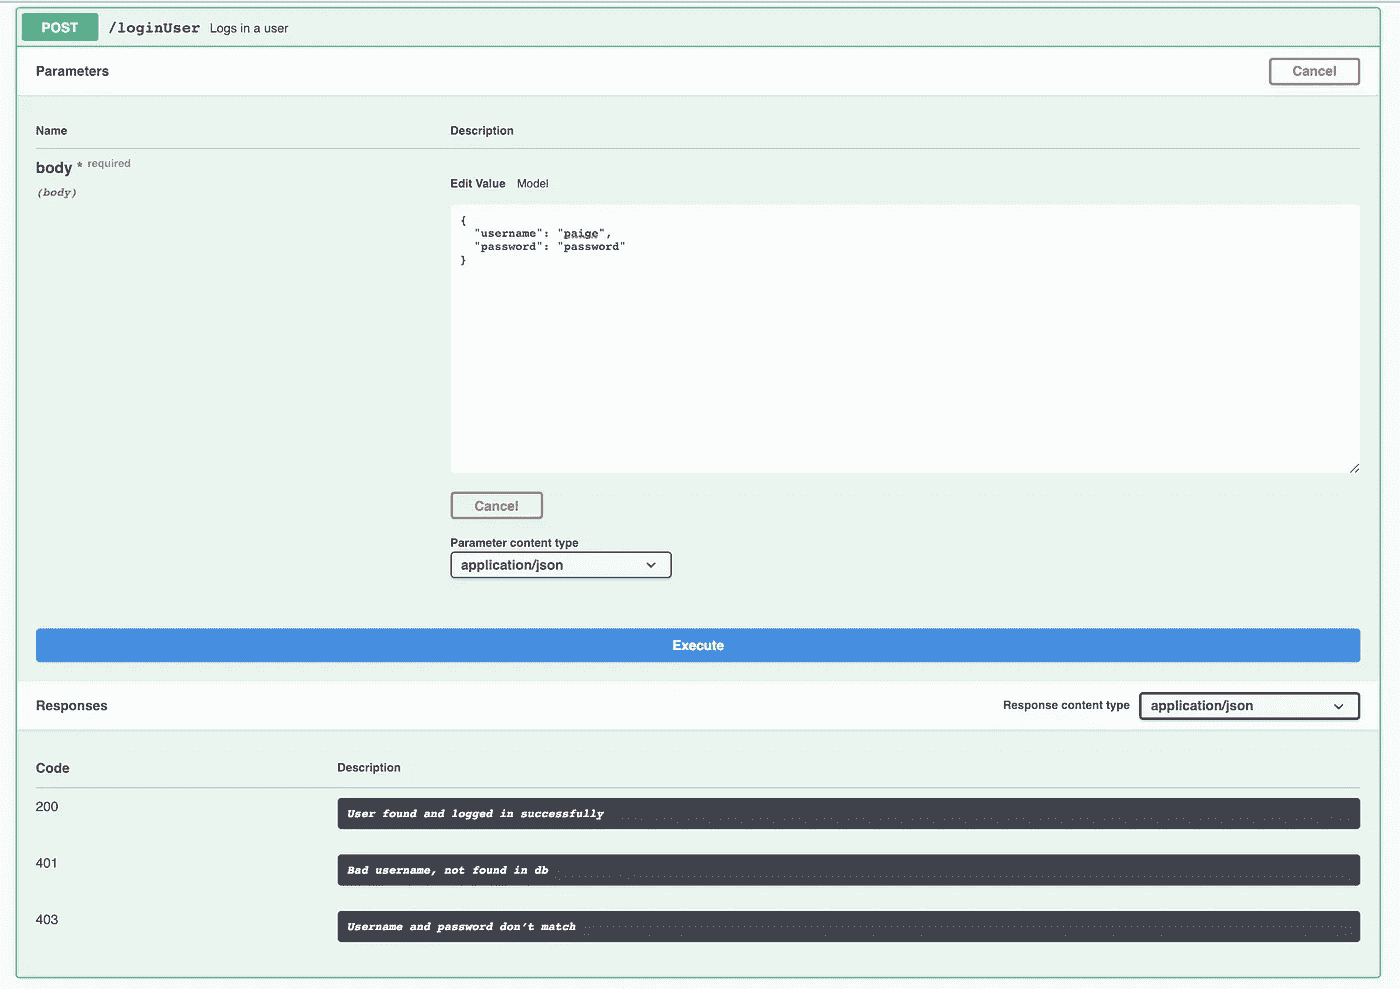 POST /loginUser Logs in a user
Parameters
Cancel
Name Description
body * required
(body)
Edit Value Model
{
"username": "paige",
"password": "password"
}
Cancel
Parameter content type
application/json
Execute
Responses Response content type application/json
Code Description
200 User found and logged in successfully
401 Bad username, not found in db
403 Username and password don't match